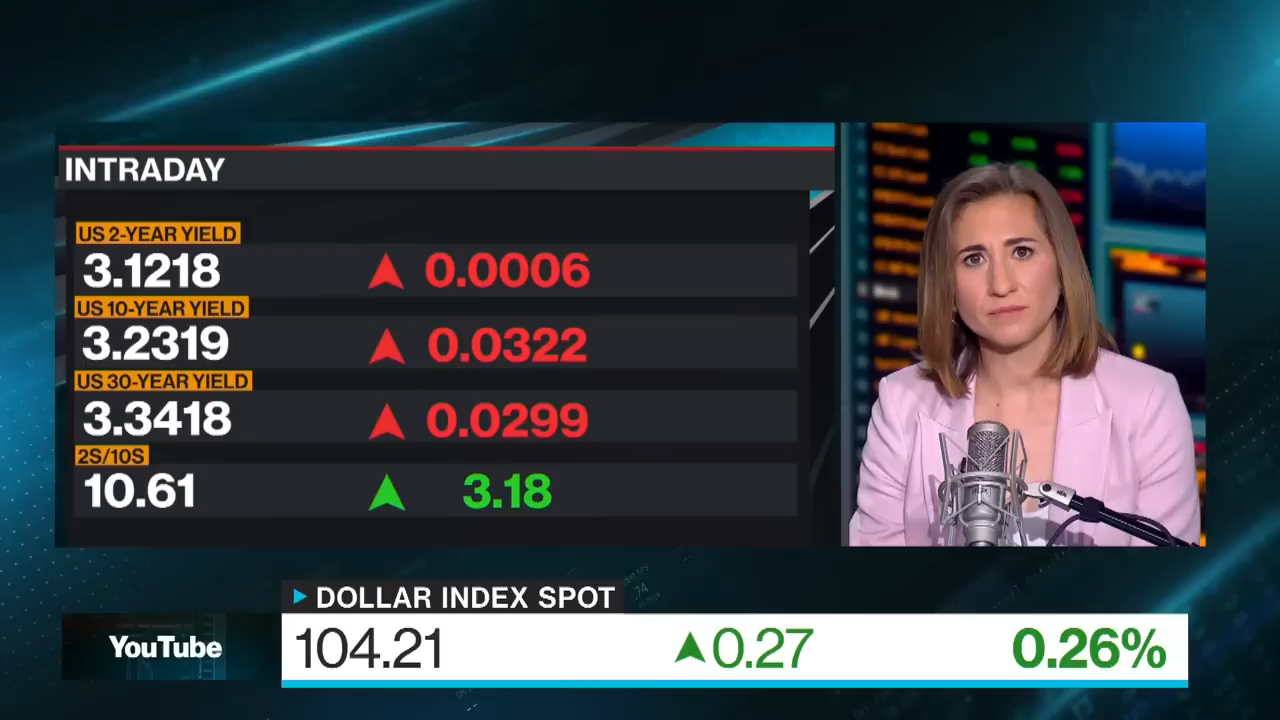 INTRADAY
US 2-YEAR YIELD
3.1218 0.0006
US 10-YEAR YIELD
3.2319 0.0322
US 30-YEAR YIELD
3.3418 0.0299
2S/10S
10.61 3.18
DOLLAR INDEX SPOT
YouTube 104.21 0.27 0.26%